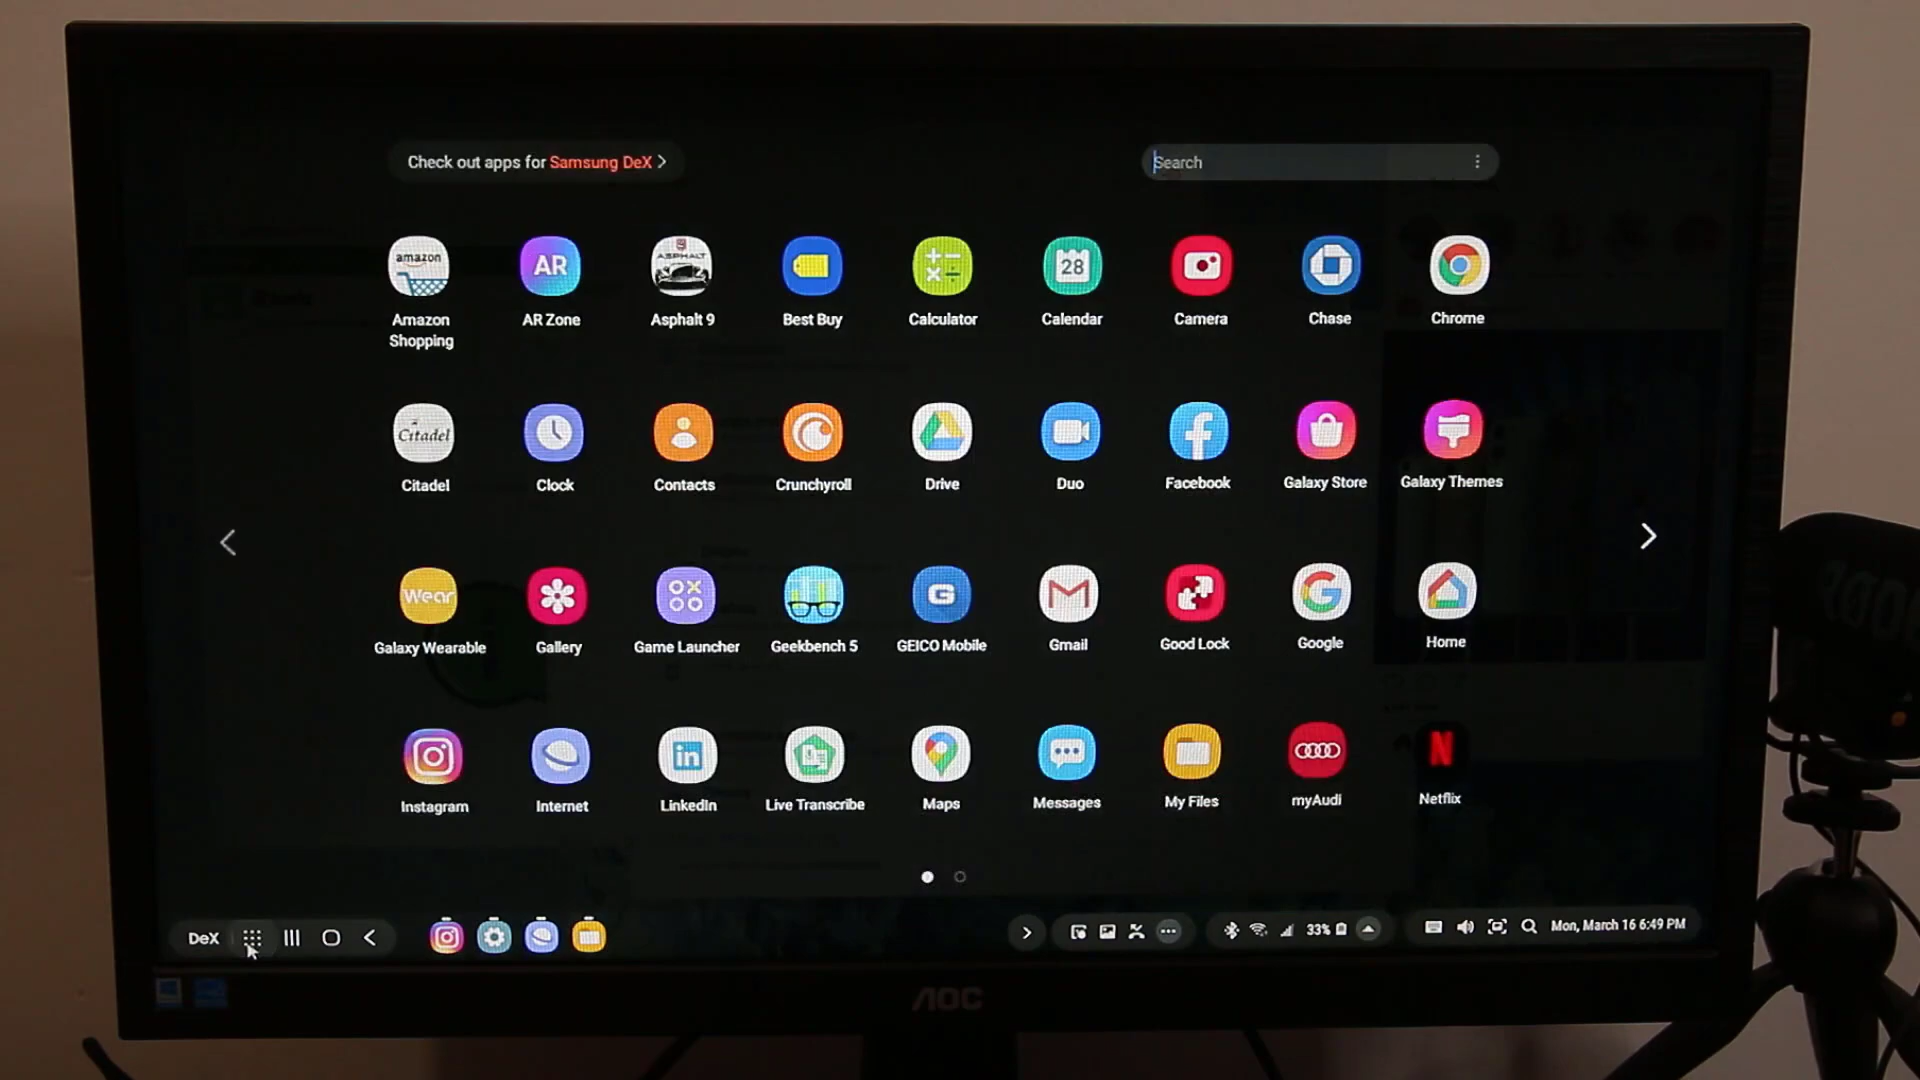 Check out apps for Samsung DeX >
Search
amazon
AR
ASPHALT
28
Amazon Shopping
AR Zone
Asphalt 9
Best Buy
Calculator
Calendar
Camera
Chase
Chrome
Citadel
Citadel
Clock
Contacts
Crunchyroll
Drive
Duo
Facebook
Galaxy Store
Galaxy Themes
Wear
G
Galaxy Wearable
Gallery
Game Launcher
Geekbench 5
GEICO Mobile
Gmail
Good Lock
Google
Home
in
N
Instagram
Internet
LinkedIn
Live Transcribe
Maps
Messages
My Files
myAudi
Netflix
DeX
33%
Mon, March 16 6:49 PM
AOC